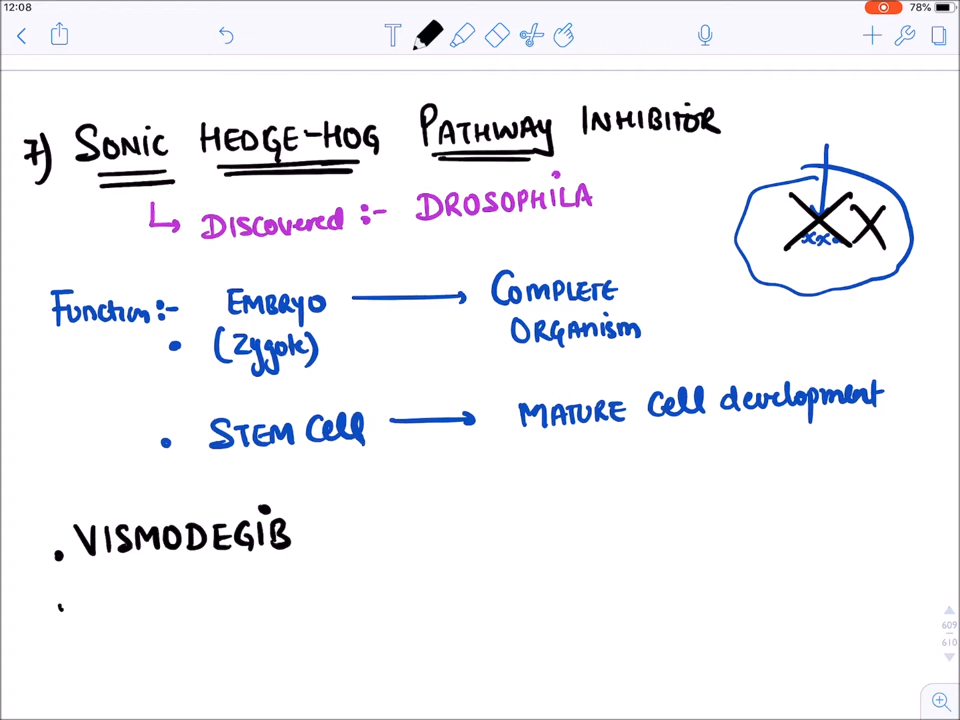 12:08
78%
T
7) SONIC HEDGE-HOG PATHWAY INHIBITOR
↳ Discovered :- DROSOPHILA
xx
X X
Function :- EMBRYO → COMPLETE
• (Zygote) ORGANISM
• STEM Cell → MATURE Cell development
• VISMODEGIB
609
610